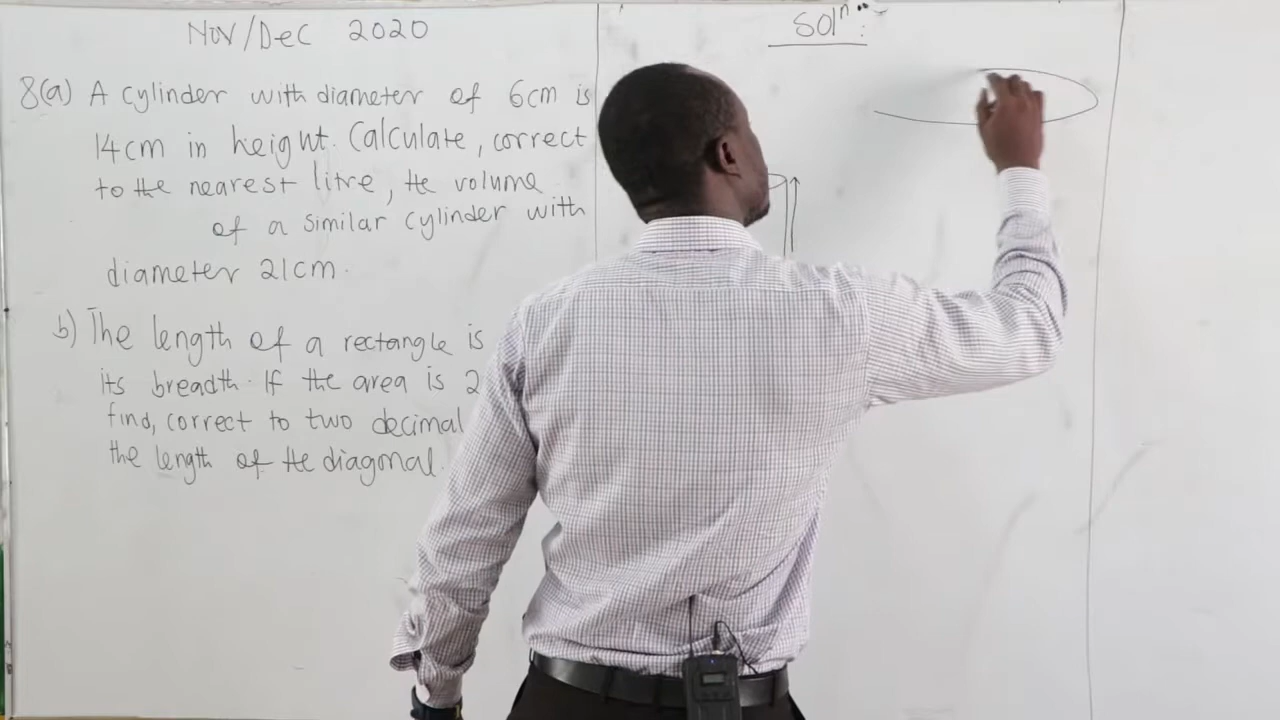 Nov/Dec 2020
8(a) A cylinder with diameter of 6cm is
14cm in height. Calculate, correct
to the nearest litre, the volume
of a similar cylinder with
diameter 21cm.
b) The length of a rectangle is
its breadth. If the area is 2
find, correct to two decimal
the length of the diagonal.
Solⁿ: